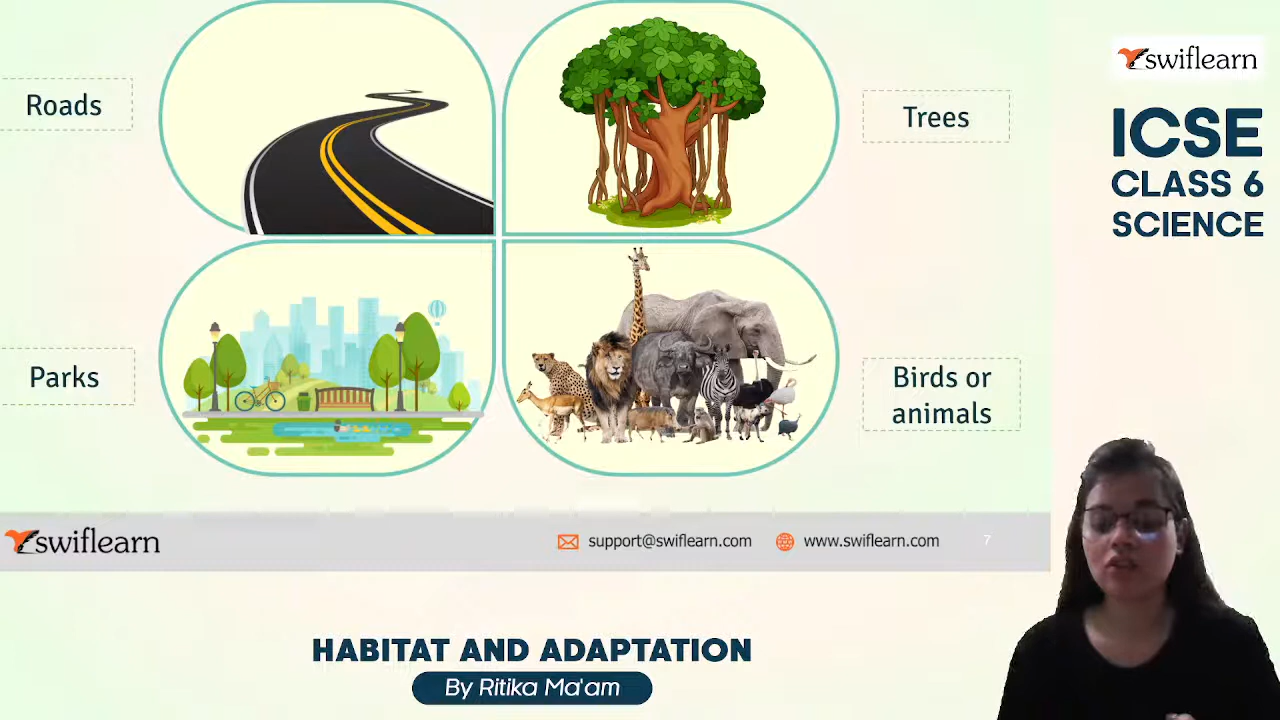 Roads
Trees
Parks
Birds or
animals
swiflearn
support@swiflearn.com
www.swiflearn.com
7
swiflearn
ICSE
CLASS 6
SCIENCE
HABITAT AND ADAPTATION
By Ritika Ma'am